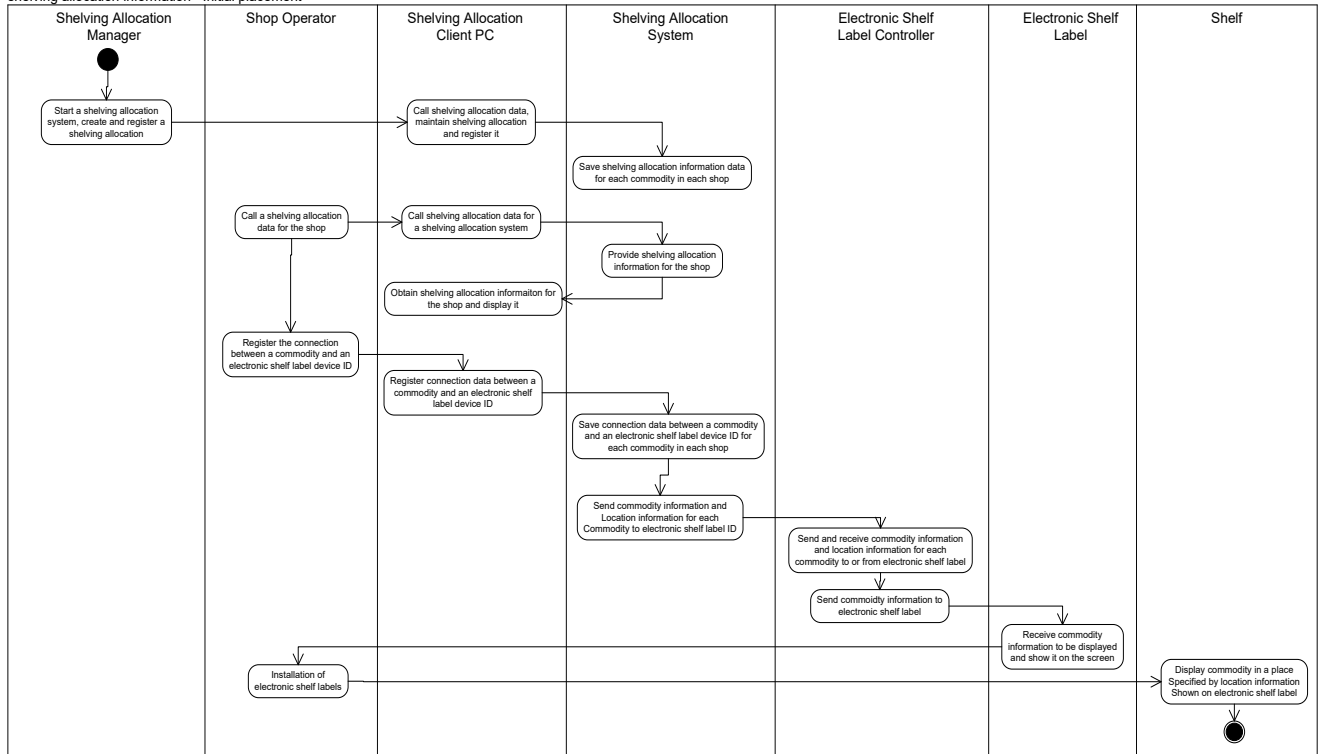 shelving allocation information - initial placement
Shelving Allocation
Manager
Shop Operator
Shelving Allocation
Client PC
Shelving Allocation
System
Electronic Shelf
Label Controller
Electronic Shelf
Label
Shelf
Start a shelving allocation
system, create and register a
shelving allocation
Call shelving allocation data,
maintain shelving allocation
and register it
Save shelving allocation information data
for each commodity in each shop
Call a shelving allocation
data for the shop
Call shelving allocation data for
a shelving allocation system
Provide shelving allocation
information for the shop
Obtain shelving allocation informaiton for
the shop and display it
Register the connection
between a commodity and an
electronic shelf label device ID
Register connection data between a
commodity and an electronic shelf
label device ID
Save connection data between a commodity
and an electronic shelf label device ID for
each commodity in each shop
Send commodity information and
Location information for each
Commodity to electronic shelf label ID
Send and receive commodity information
and location information for each
commodity to or from electronic shelf label
Send commoidty information to
electronic shelf label
Receive commodity
information to be displayed
and show it on the screen
Installation of
electronic shelf labels
Display commodity in a place
Specified by location information
Shown on electronic shelf label